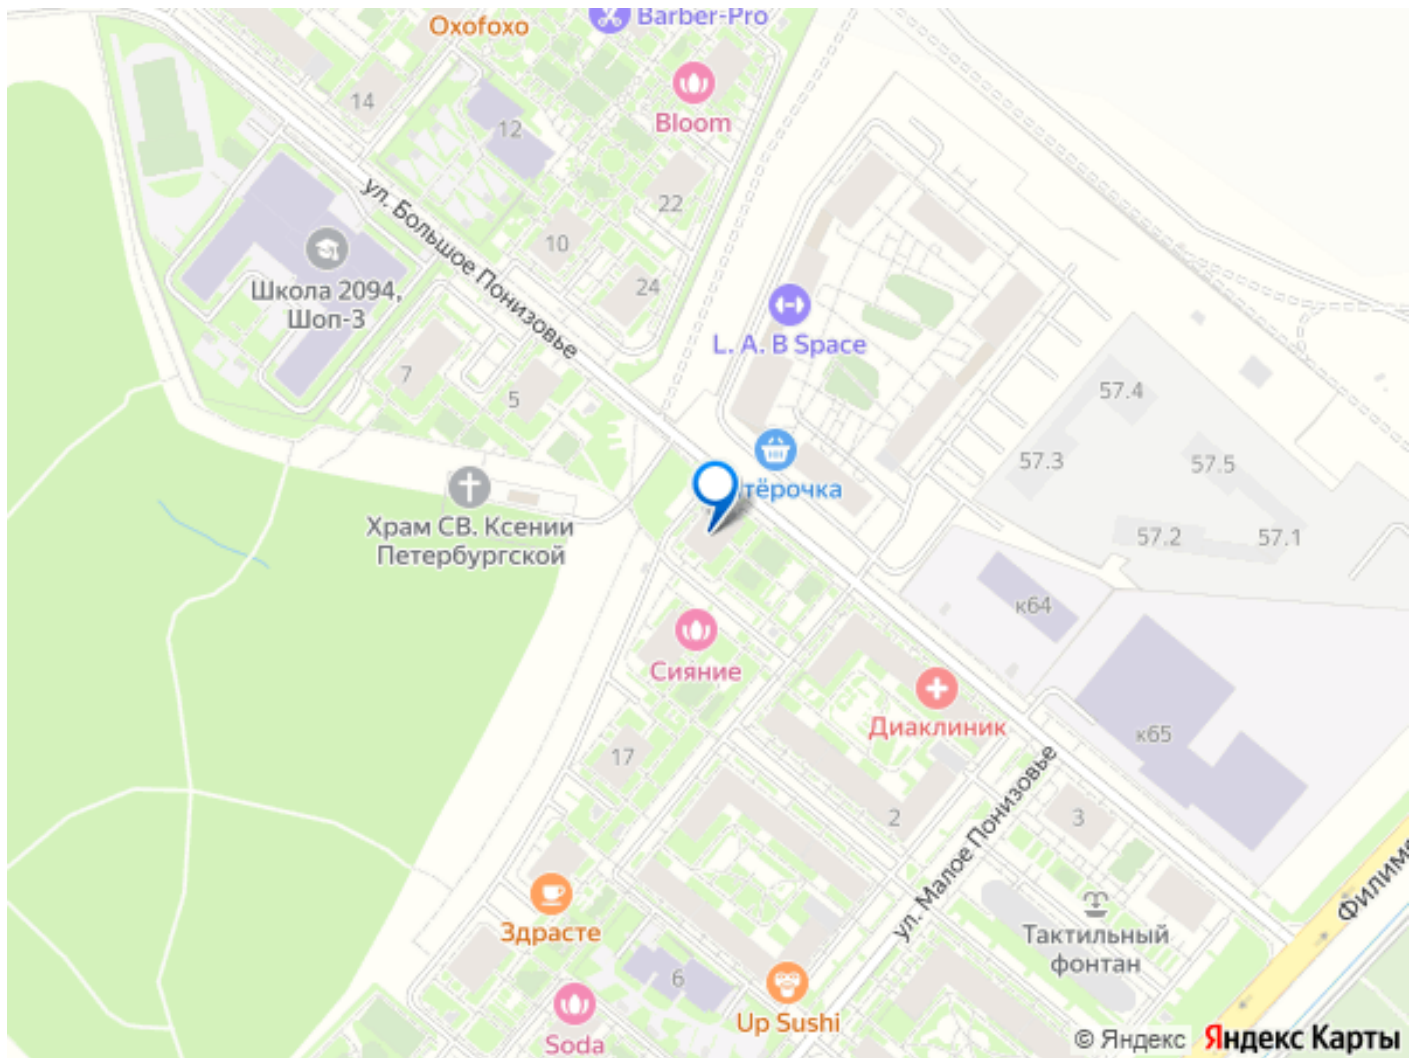 Barber-Pro
Oxofoxo
14
12
Bloom
22
ул. Большое Понизовье
10
24
Школа 2094,
Шоп-3
L. A. B Space
7
5
57.4
57.3
57.5
тёрочка
Храм СВ. Ксении
Петербургской
57.2
57.1
к64
Сияние
Диаклиник
к65
17
2
3
ул. Малое Понизовье
Филим
Здрасте
Тактильный
фонтан
6
Up Sushi
Soda
© Яндекс Яндекс Карты